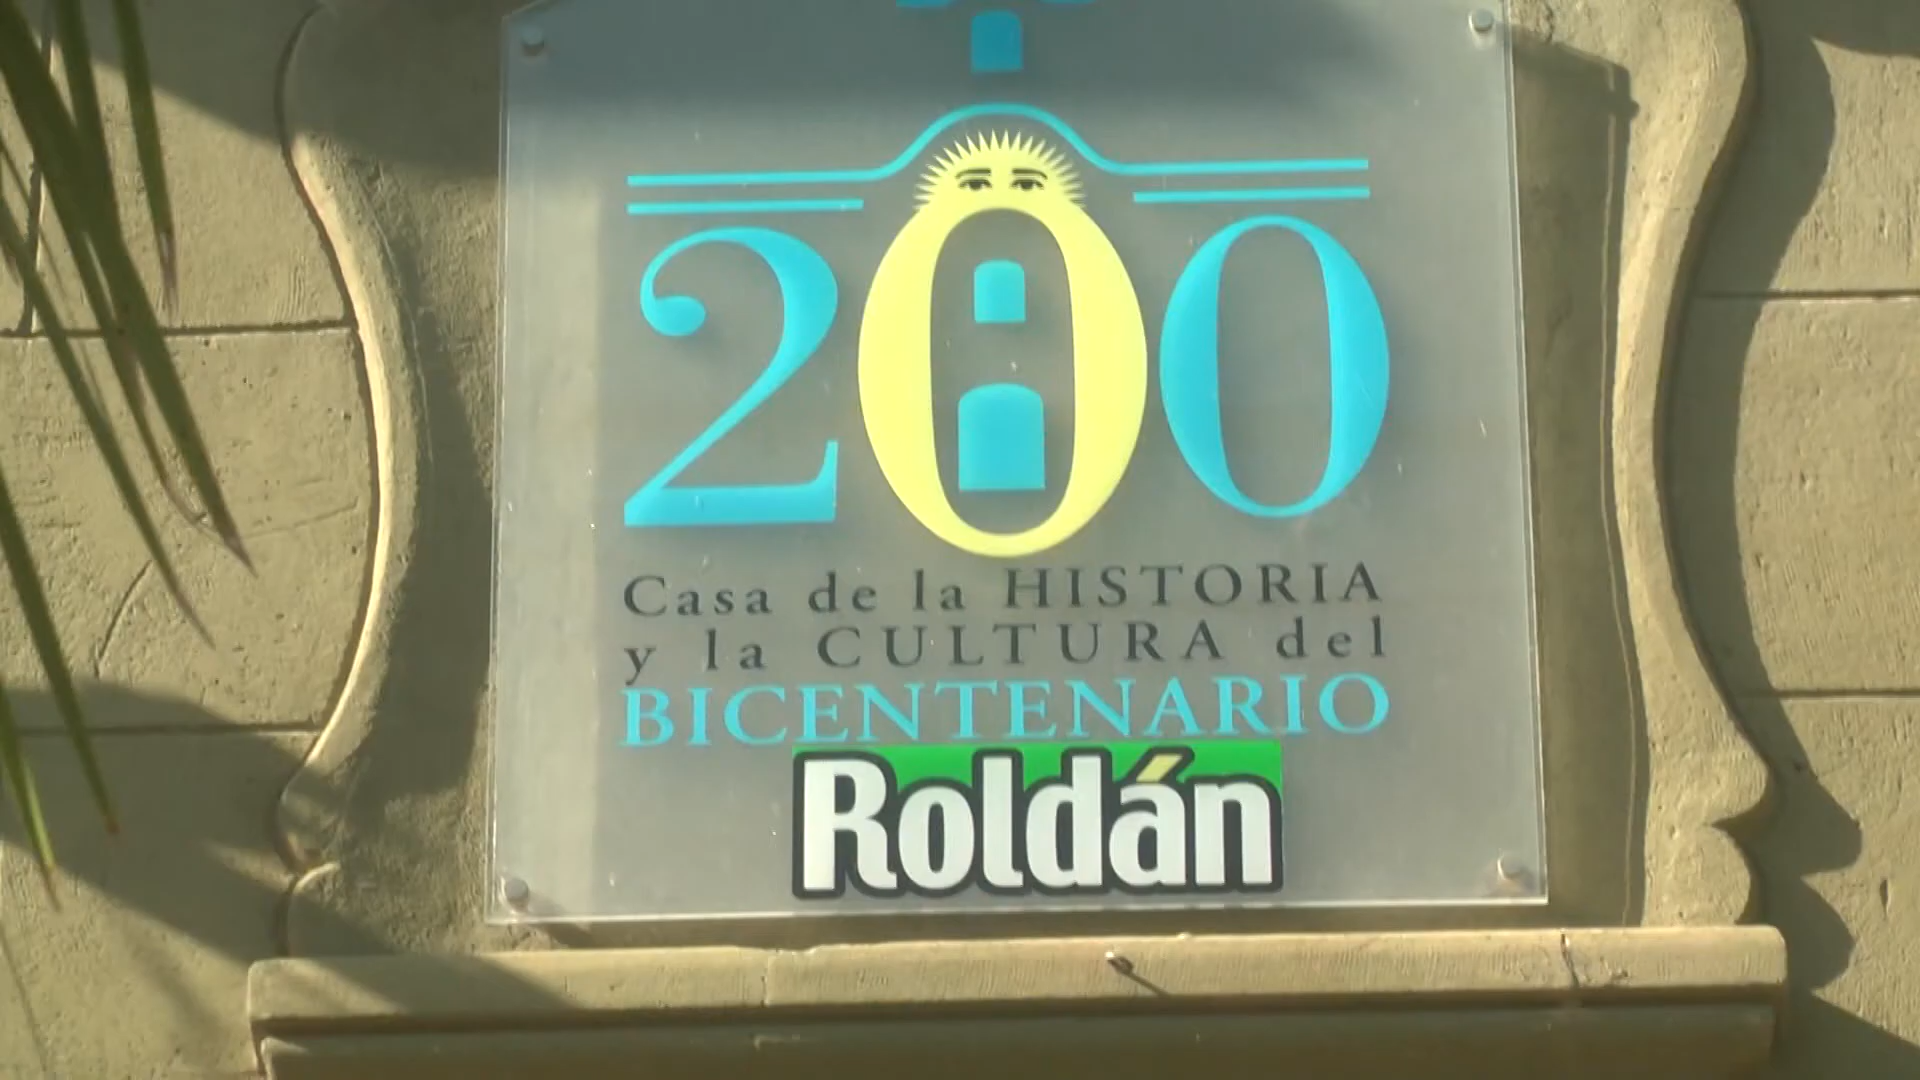 200
Casa de la HISTORIA
y la CULTURA del
BICENTENARIO
Roldán